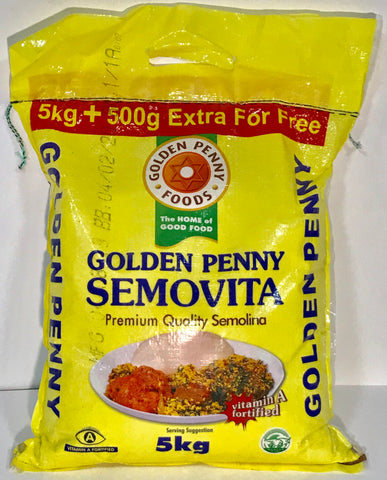 5kg + 500g Extra For Free
GOLDEN PENNY
FOODS
The HOME of
GOOD FOOD
GOLDEN PENNY
SEMOVITA
Premium Quality Semolina
vitamin A
fortified
Serving Suggestion
5kg
A
VITAMIN A FORTIFIED
GOLDEN PENNY
GOLDEN PENNY